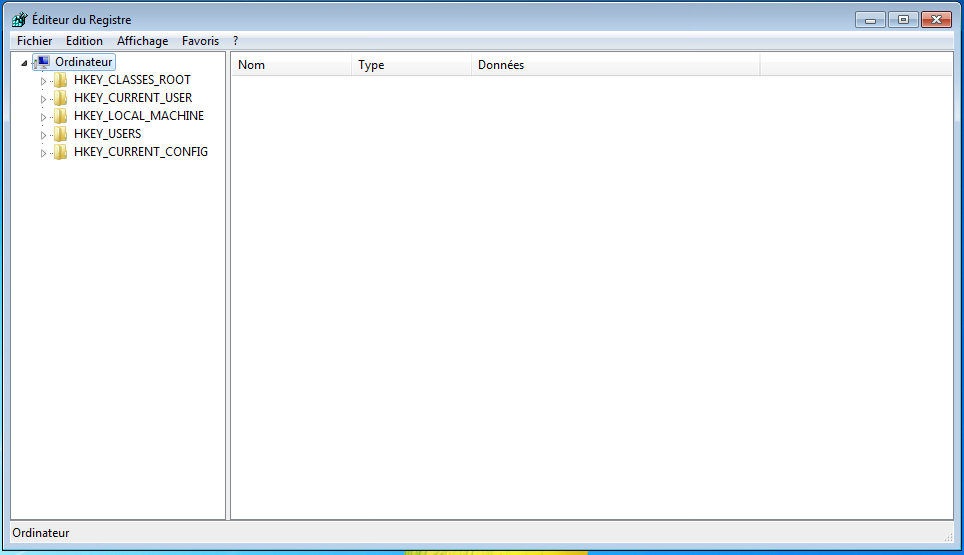 Éditeur du Registre
Fichier Edition Affichage Favoris ?
Ordinateur
HKEY_CLASSES_ROOT
HKEY_CURRENT_USER
HKEY_LOCAL_MACHINE
HKEY_USERS
HKEY_CURRENT_CONFIG
Nom Type Données
Ordinateur